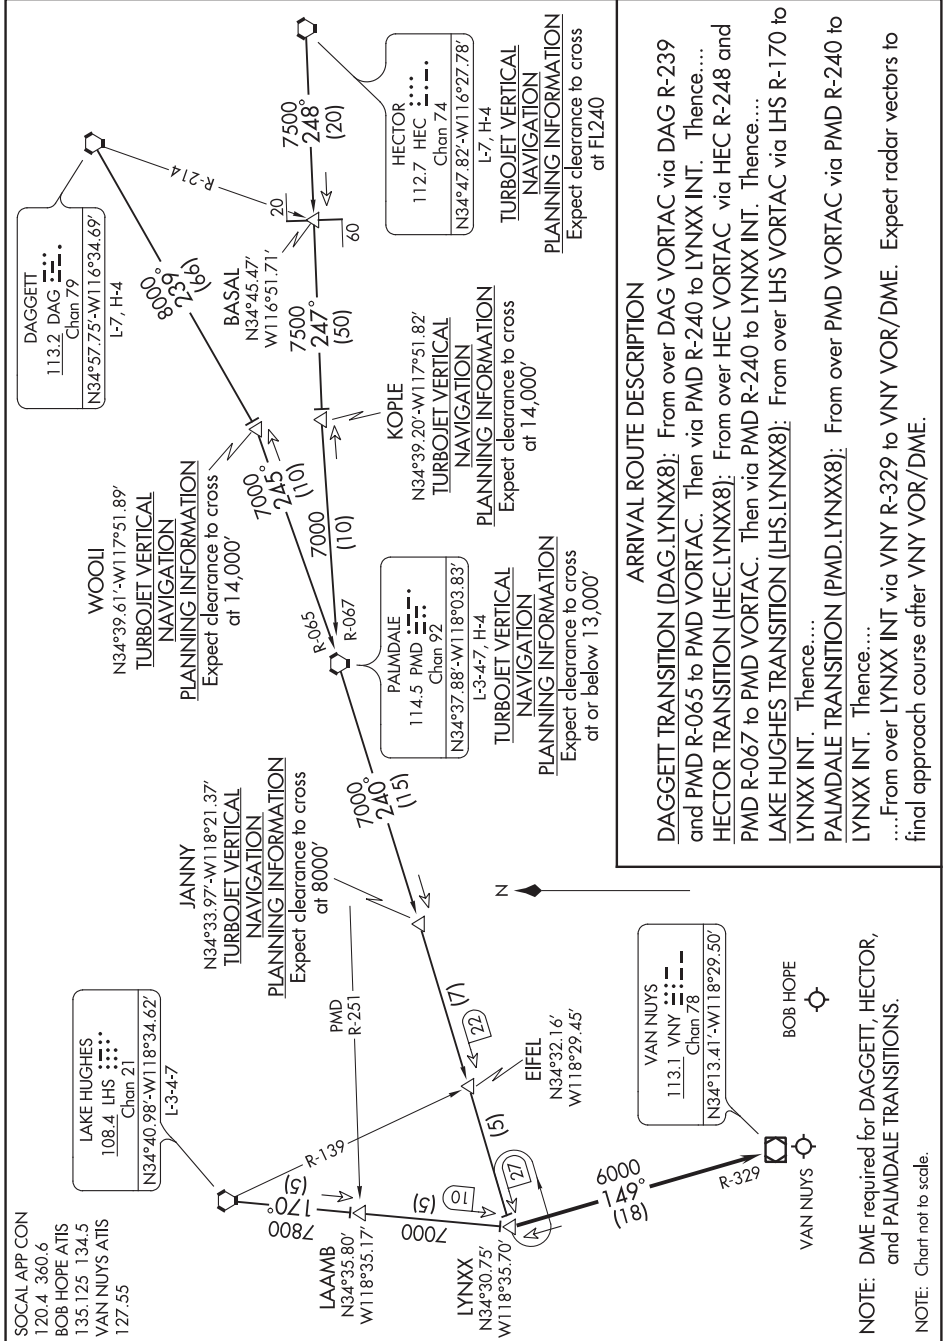 SOCAL APP CON
120.4 360.6
BOB HOPE ATIS
135.125 134.5
VAN NUYS ATIS
127.55
LAKE HUGHES
108.4 LHS
Chan 21
N34°40.98’-W118°34.62’
L-3-4-7
JANNY
N34°33.97’-W118°21.37’
TURBOJET VERTICAL
NAVIGATION
PLANNING INFORMATION
Expect clearance to cross
at 8000’
WOOLI
N34°39.61’-W117°51.89’
TURBOJET VERTICAL
NAVIGATION
PLANNING INFORMATION
Expect clearance to cross
at 14,000’
DAGGETT
113.2 DAG
Chan 79
N34°57.75’-W116°34.69’
L-7, H-4
8000
239°
(66)
R-214
BASAL
N34°45.47’
W116°51.71’
20
60
7500
248°
(20)
7500
247°
(50)
HECTOR
112.7 HEC
Chan 74
N34°47.82’-W116°27.78’
L-7, H-4
TURBOJET VERTICAL
NAVIGATION
PLANNING INFORMATION
Expect clearance to cross
at FL240
KOPLE
N34°39.20’-W117°51.82’
TURBOJET VERTICAL
NAVIGATION
PLANNING INFORMATION
Expect clearance to cross
at 14,000’
7000
245°
(10)
7000
(10)
R-065
R-067
PALMDALE
114.5 PMD
Chan 92
N34°37.88’-W118°03.83’
L-3-4-7, H-4
TURBOJET VERTICAL
NAVIGATION
PLANNING INFORMATION
Expect clearance to cross
at or below 13,000’
7000
240°
(15)
PMD
R-251
(7)
22
EIFEL
N34°32.16’
W118°29.45’
R-139
7800
170°
(5)
LAAMB
N34°35.80’
W118°35.17’
7000
(5)
10
(5)
27
LYNXX
N34°30.75’
W118°35.70’
6000
149°
(18)
R-329
N
VAN NUYS
113.1 VNY
Chan 78
N34°13.41’-W118°29.50’
VAN NUYS
BOB HOPE
NOTE: DME required for DAGGETT, HECTOR,
and PALMDALE TRANSITIONS.
NOTE: Chart not to scale.
ARRIVAL ROUTE DESCRIPTION
DAGGETT TRANSITION (DAG.LYNXX8): From over DAG VORTAC via DAG R-239
and PMD R-065 to PMD VORTAC. Then via PMD R-240 to LYNXX INT. Thence....
HECTOR TRANSITION (HEC.LYNXX8): From over HEC VORTAC via HEC R-248 and
PMD R-067 to PMD VORTAC. Then via PMD R-240 to LYNXX INT. Thence....
LAKE HUGHES TRANSITION (LHS.LYNXX8): From over LHS VORTAC via LHS R-170 to
LYNXX INT. Thence....
PALMDALE TRANSITION (PMD.LYNXX8): From over PMD VORTAC via PMD R-240 to
LYNXX INT. Thence....
....From over LYNXX INT via VNY R-329 to VNY VOR/DME. Expect radar vectors to
final approach course after VNY VOR/DME.